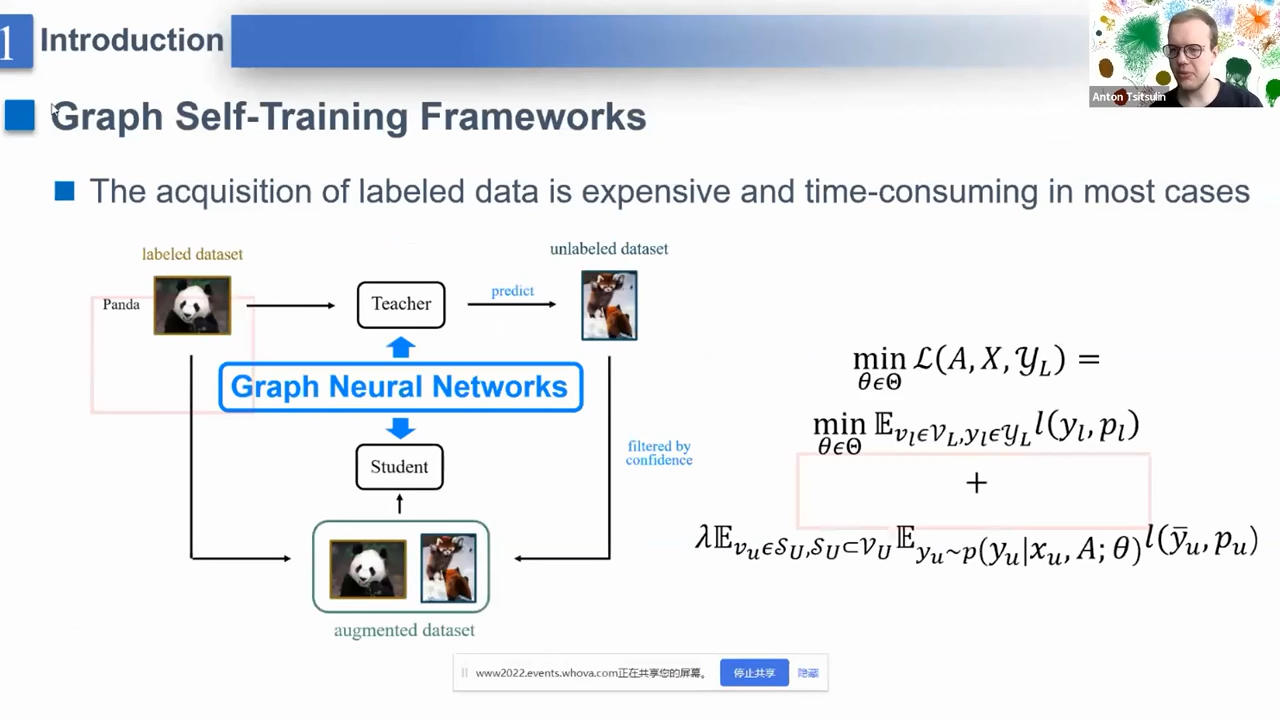 1 Introduction
Anton Tsitsulin
Graph Self-Training Frameworks
The acquisition of labeled data is expensive and time-consuming in most cases
labeled dataset
unlabeled dataset
Panda
Teacher
predict
Graph Neural Networks
filtered by
confidence
Student
augmented dataset
min_{θϵΘ} ℒ(A, X, 𝒴_L) =
min_{θϵΘ} 𝔼_{v_l ϵ 𝒱_L, y_l ϵ 𝒴_L} l(y_l, p_l)
+
λ𝔼_{v_u ϵ 𝒮_U, 𝒮_U ⊂ 𝒱_U} 𝔼_{y_u ~ p(y_u|x_u, A; θ)} l(ȳ_u, p_u)
www2022.events.whova.com正在共享您的屏幕。 停止共享 隐藏